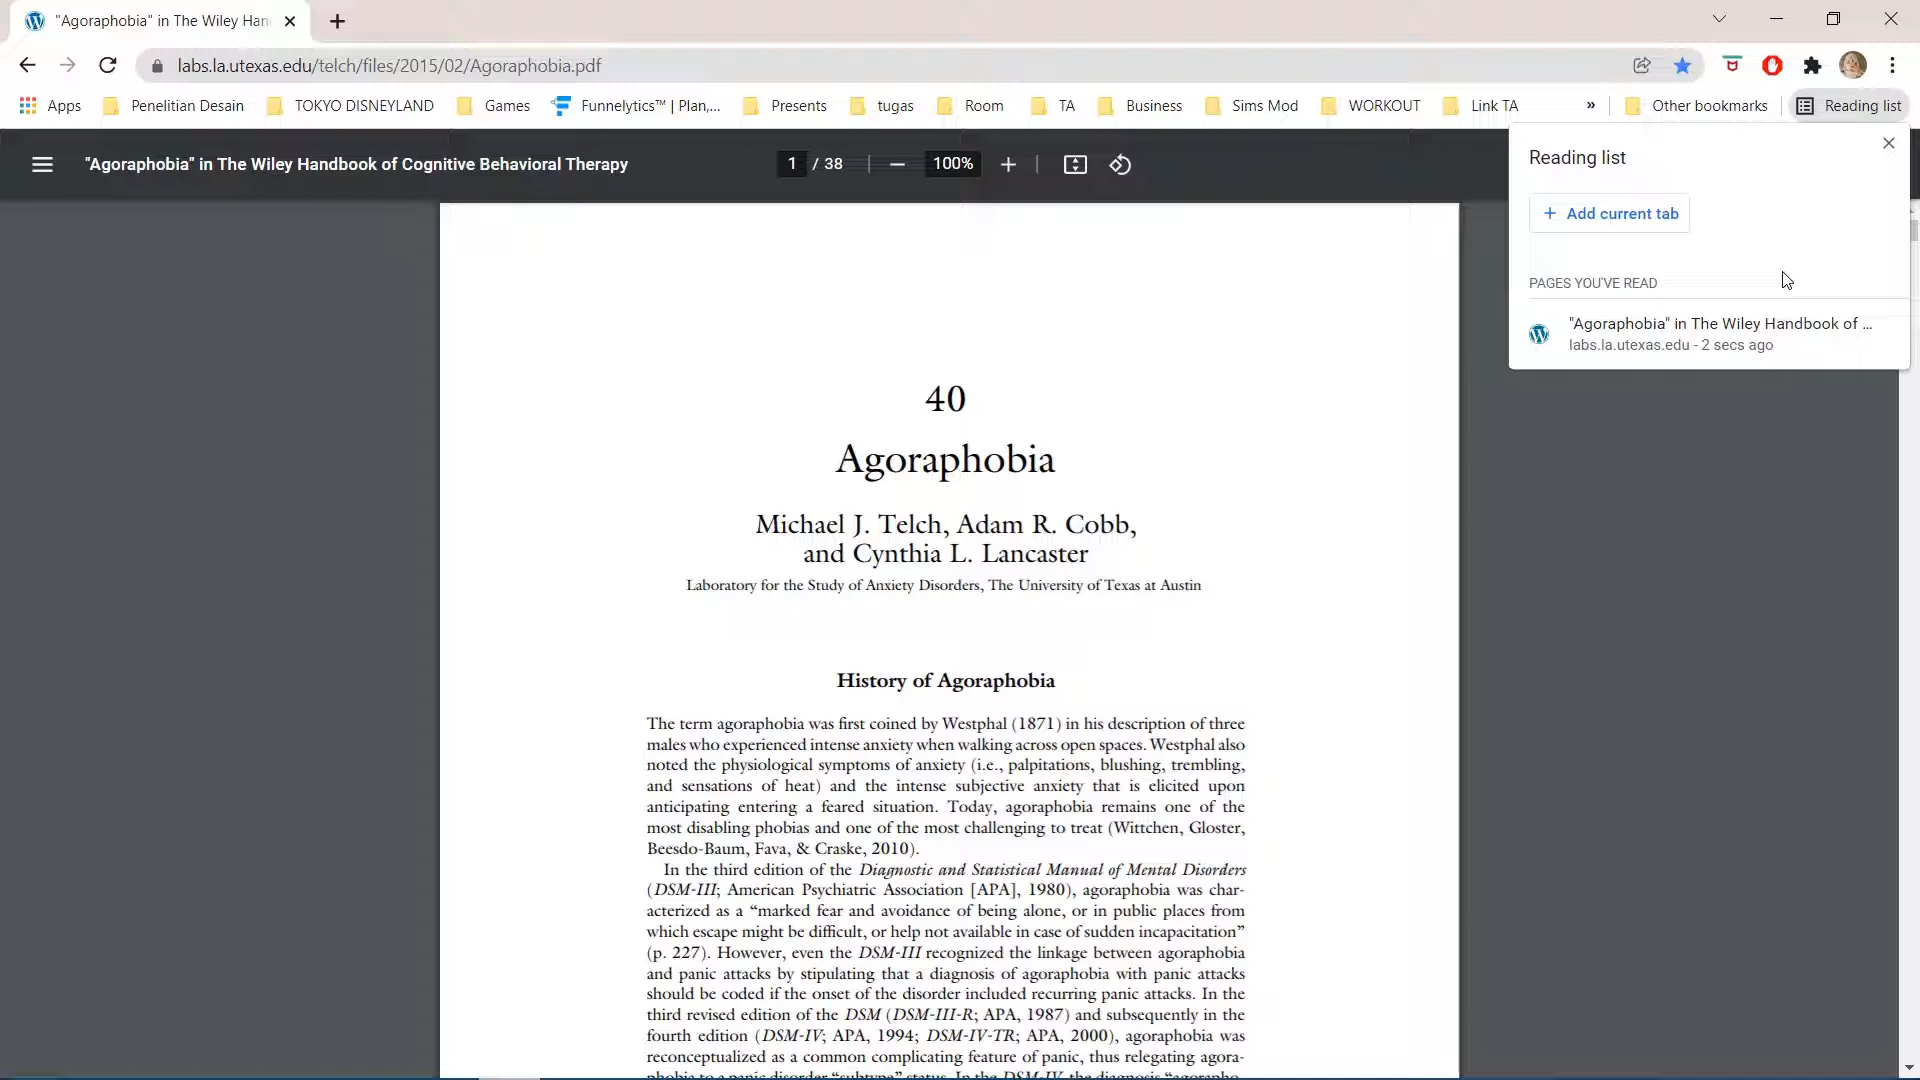 "Agoraphobia" in The Wiley Han
labs.la.utexas.edu/telch/files/2015/02/Agoraphobia.pdf
Apps Penelitian Desain TOKYO DISNEYLAND Games Funnelytics™ | Plan,... Presents tugas Room TA Business Sims Mod WORKOUT Link TA » Other bookmarks Reading list
"Agoraphobia" in The Wiley Handbook of Cognitive Behavioral Therapy 1 / 38 100%
Reading list
+ Add current tab
PAGES YOU'VE READ
"Agoraphobia" in The Wiley Handbook of ...
labs.la.utexas.edu - 2 secs ago
40
Agoraphobia
Michael J. Telch, Adam R. Cobb,
and Cynthia L. Lancaster
Laboratory for the Study of Anxiety Disorders, The University of Texas at Austin
History of Agoraphobia
The term agoraphobia was first coined by Westphal (1871) in his description of three
males who experienced intense anxiety when walking across open spaces. Westphal also
noted the physiological symptoms of anxiety (i.e., palpitations, blushing, trembling,
and sensations of heat) and the intense subjective anxiety that is elicited upon
anticipating entering a feared situation. Today, agoraphobia remains one of the
most disabling phobias and one of the most challenging to treat (Wittchen, Gloster,
Beesdo-Baum, Fava, & Craske, 2010).
In the third edition of the Diagnostic and Statistical Manual of Mental Disorders
(DSM-III; American Psychiatric Association [APA], 1980), agoraphobia was char-
acterized as a “marked fear and avoidance of being alone, or in public places from
which escape might be difficult, or help not available in case of sudden incapacitation”
(p. 227). However, even the DSM-III recognized the linkage between agoraphobia
and panic attacks by stipulating that a diagnosis of agoraphobia with panic attacks
should be coded if the onset of the disorder included recurring panic attacks. In the
third revised edition of the DSM (DSM-III-R; APA, 1987) and subsequently in the
fourth edition (DSM-IV; APA, 1994; DSM-IV-TR; APA, 2000), agoraphobia was
reconceptualized as a common complicating feature of panic, thus relegating agora-
phobia to a panic disorder “subtype” status. In the DSM-IV, the diagnosis “agorapho-